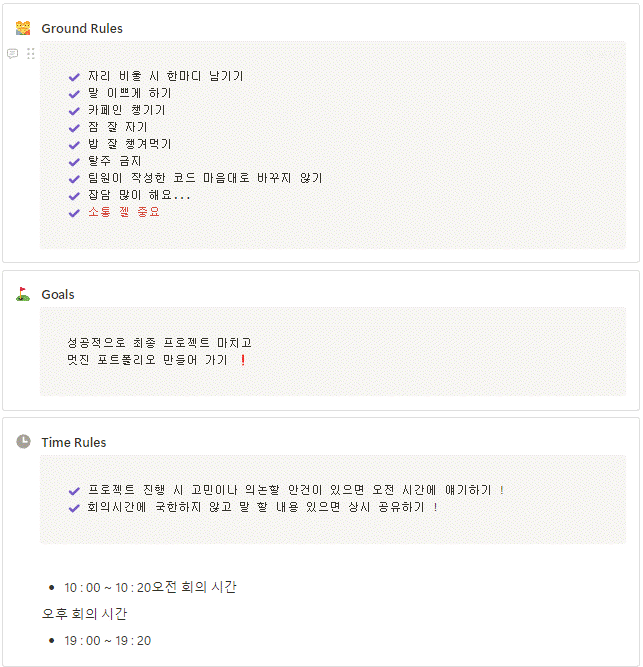 Ground Rules
자리 비울 시 한마디 남기기
말 이쁘게 하기
카페인 챙기기
잠 잘 자기
밥 잘 챙겨먹기
탈주 금지
팀원이 작성한 코드 마음대로 바꾸지 않기
잡담 많이 해요...
소통 젤 중요
Goals
성공적으로 최종 프로젝트 마치고
멋진 포트폴리오 만들어 가기 ❗
Time Rules
프로젝트 진행 시 고민이나 의논할 안건이 있으면 오전 시간에 얘기하기 !
회의시간에 국한하지 않고 말 할 내용 있으면 상시 공유하기 !
10 : 00 ~ 10 : 20오전 회의 시간
오후 회의 시간
19 : 00 ~ 19 : 20